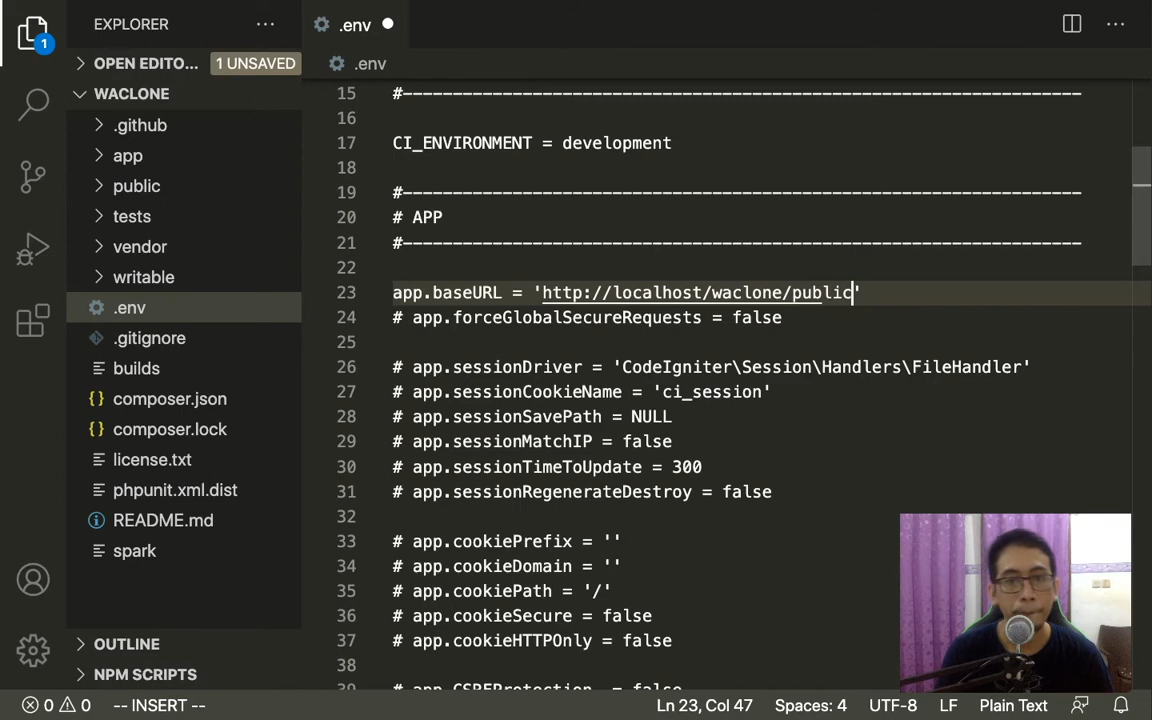 EXPLORER
.env
1
OPEN EDITO... 1 UNSAVED
.env
WACLONE
.github
app
public
tests
vendor
writable
.env
.gitignore
builds
{} composer.json
{} composer.lock
license.txt
phpunit.xml.dist
README.md
spark
OUTLINE
NPM SCRIPTS
15 #--------------------------------------------------------------------
16
17 CI_ENVIRONMENT = development
18
19 #--------------------------------------------------------------------
20 # APP
21 #--------------------------------------------------------------------
22
23 app.baseURL = 'http://localhost/waclone/public'
24 # app.forceGlobalSecureRequests = false
25
26 # app.sessionDriver = 'CodeIgniter\Session\Handlers\FileHandler'
27 # app.sessionCookieName = 'ci_session'
28 # app.sessionSavePath = NULL
29 # app.sessionMatchIP = false
30 # app.sessionTimeToUpdate = 300
31 # app.sessionRegenerateDestroy = false
32
33 # app.cookiePrefix = ''
34 # app.cookieDomain = ''
35 # app.cookiePath = '/'
36 # app.cookieSecure = false
37 # app.cookieHTTPOnly = false
38
39 # app.CSRFProtection = false
0 0 -- INSERT -- Ln 23, Col 47 Spaces: 4 UTF-8 LF Plain Text